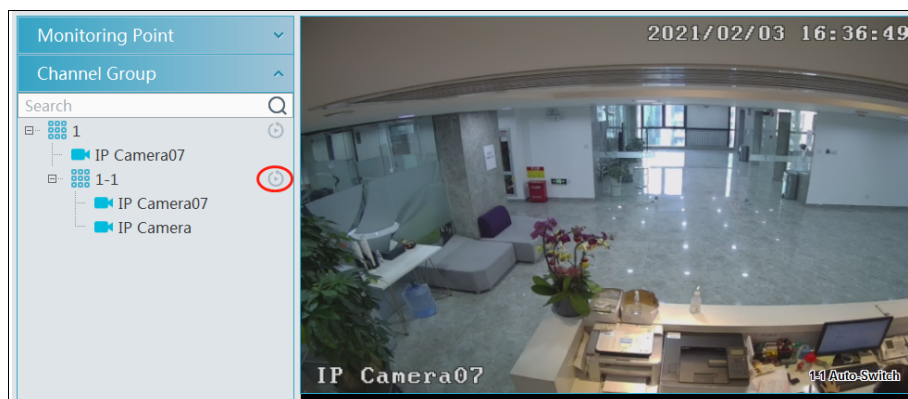 Monitoring Point
Channel Group
Search
1
IP Camera07
1-1
IP Camera07
IP Camera
2021/02/03 16:36:49
IP Camera07
1-1 Auto-Switch